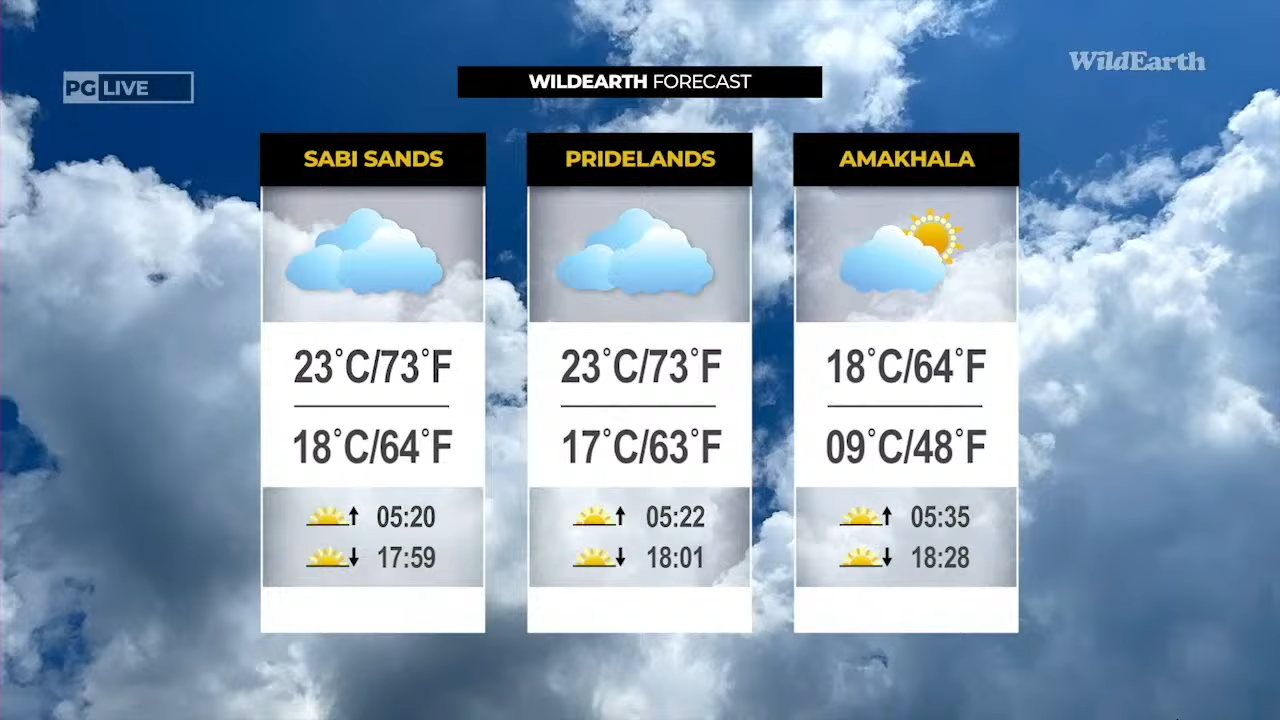 PG LIVE
WildEarth
WILDEARTH FORECAST
SABI SANDS
23°C/73°F
18°C/64°F
05:20
17:59
PRIDELANDS
23°C/73°F
17°C/63°F
05:22
18:01
AMAKHALA
18°C/64°F
09°C/48°F
05:35
18:28